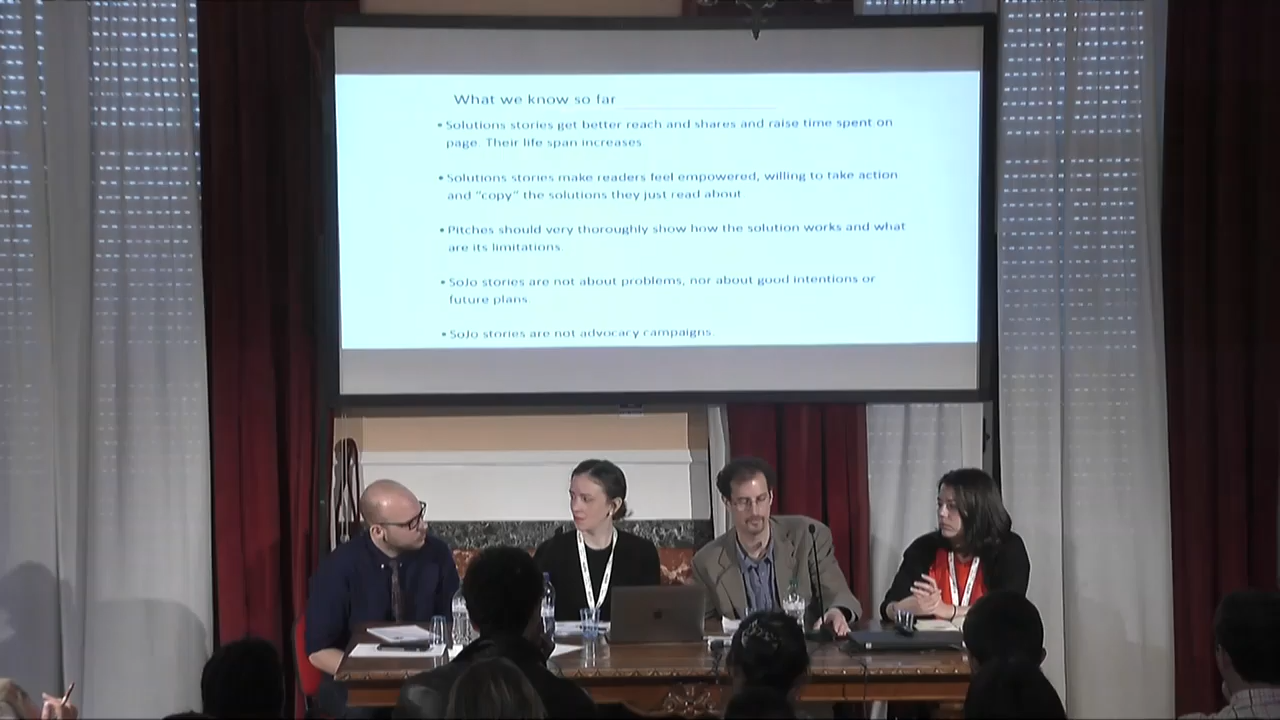 What we know so far
• Solutions stories get better reach and shares and raise time spent on
page. Their life span increases.
• Solutions stories make readers feel empowered, willing to take action
and “copy” the solutions they just read about
• Pitches should very thoroughly show how the solution works and what
are its limitations.
• SoJo stories are not about problems, nor about good intentions or
future plans
• SoJo stories are not advocacy campaigns.